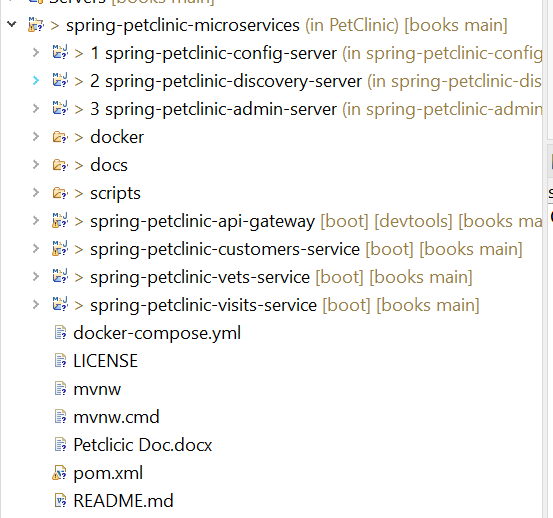 Servers [books main]
> spring-petclinic-microservices (in PetClinic) [books main]
> 1 spring-petclinic-config-server (in spring-petclinic-config
> 2 spring-petclinic-discovery-server (in spring-petclinic-dis
> 3 spring-petclinic-admin-server (in spring-petclinic-admin
> docker
> docs
> scripts
> spring-petclinic-api-gateway [boot] [devtools] [books ma
> spring-petclinic-customers-service [boot] [books main]
> spring-petclinic-vets-service [boot] [books main]
> spring-petclinic-visits-service [boot] [books main]
docker-compose.yml
LICENSE
mvnw
mvnw.cmd
Petclicic Doc.docx
pom.xml
README.md